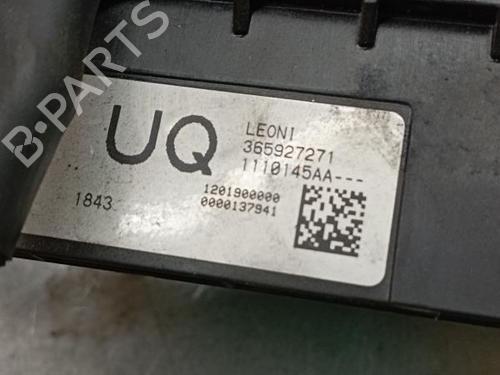 B-PARTS
UQ
LEONI
365927271
1110145AA---
1843
1201900000
0000137941